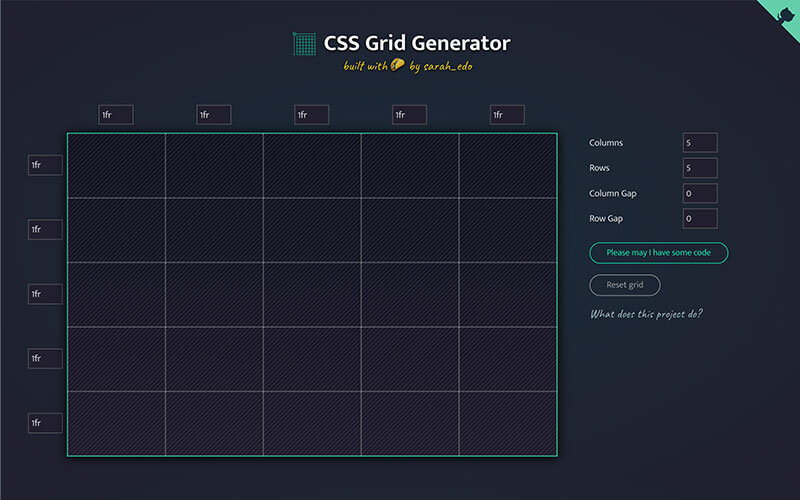 CSS Grid Generator
built with by sarah_edo
1fr 1fr 1fr 1fr 1fr
1fr
1fr
1fr
1fr
1fr
Columns 5
Rows 5
Column Gap 0
Row Gap 0
Please may I have some code
Reset grid
What does this project do?